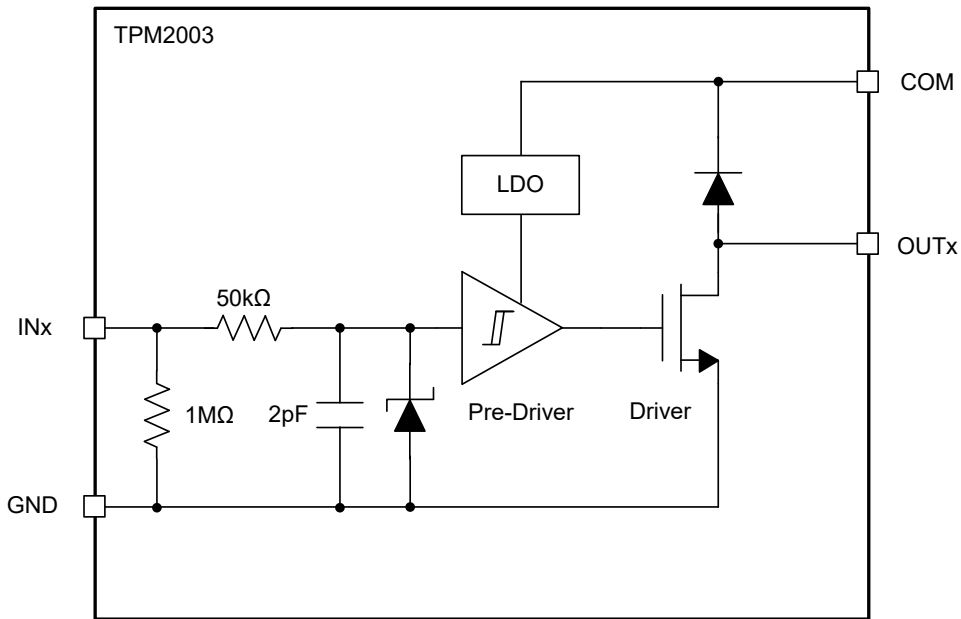 TPM2003
COM
LDO
OUTx
50kΩ
INx
1MΩ
2pF
Pre-Driver
Driver
GND